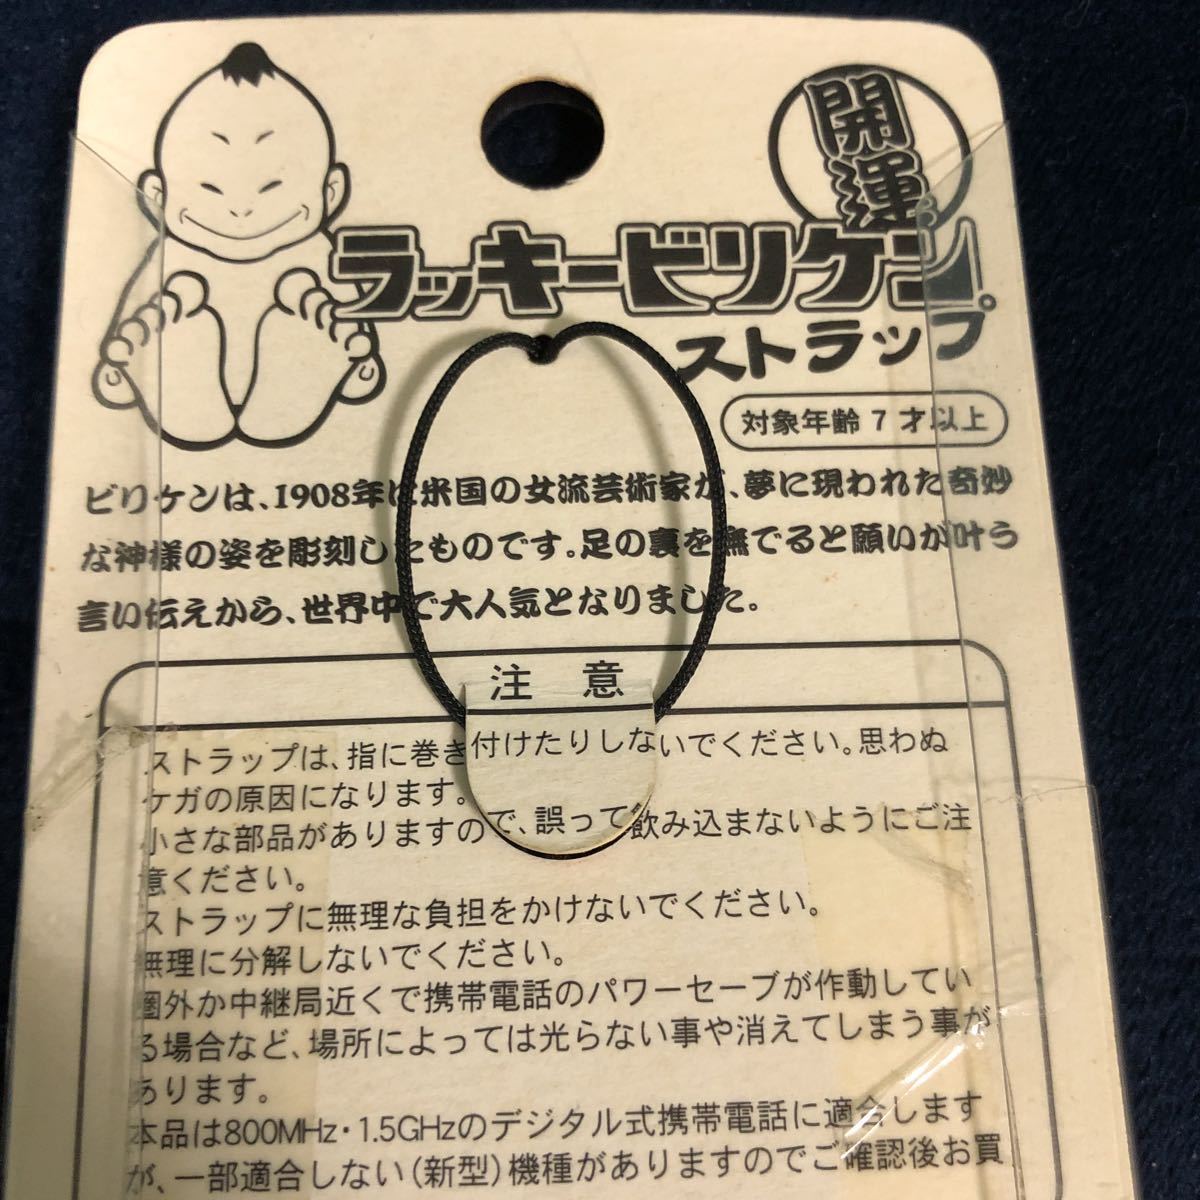 開運
ラッキービリケン
ストラップ
対象年齢7才以上
ビリケンは、1908年に米国の女流芸術家が、夢に現われた奇妙
な神様の姿を彫刻したものです。足の裏を撫でると願いが叶う
言い伝えから、世界中で大人気となりました。
注意
ストラップは、指に巻き付けたりしないでください。思わぬ
ケガの原因になります。
小さな部品がありますので、誤って飲み込まないようにご注
意ください。
ストラップに無理な負担をかけないでください。
無理に分解しないでください。
圏外か中継局近くで携帯電話のパワーセーブが作動してい
る場合など、場所によっては光らない事や消えてしまう事が
あります。
本品は800MHz・1.5GHzのデジタル式携帯電話に適合します
が、一部適合しない（新型）機種がありますのでご確認後お買